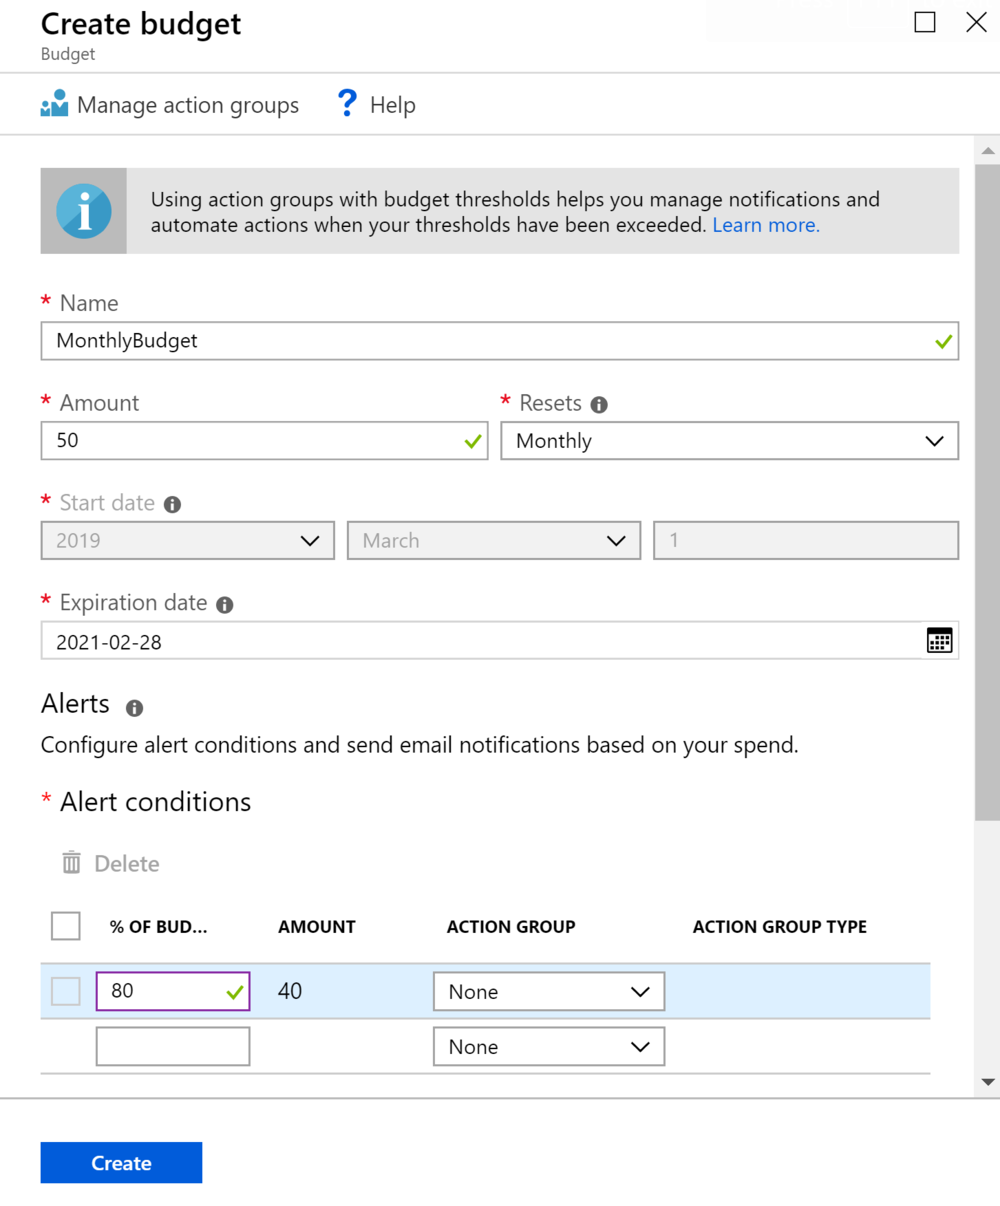 Create budget
Budget
Manage action groups ? Help
Using action groups with budget thresholds helps you manage notifications and
automate actions when your thresholds have been exceeded. Learn more.
* Name
MonthlyBudget
* Amount * Resets
50 Monthly
* Start date
2019 March 1
* Expiration date
2021-02-28
Alerts
Configure alert conditions and send email notifications based on your spend.
* Alert conditions
Delete
% OF BUD... AMOUNT ACTION GROUP ACTION GROUP TYPE
80 40 None
None
Create